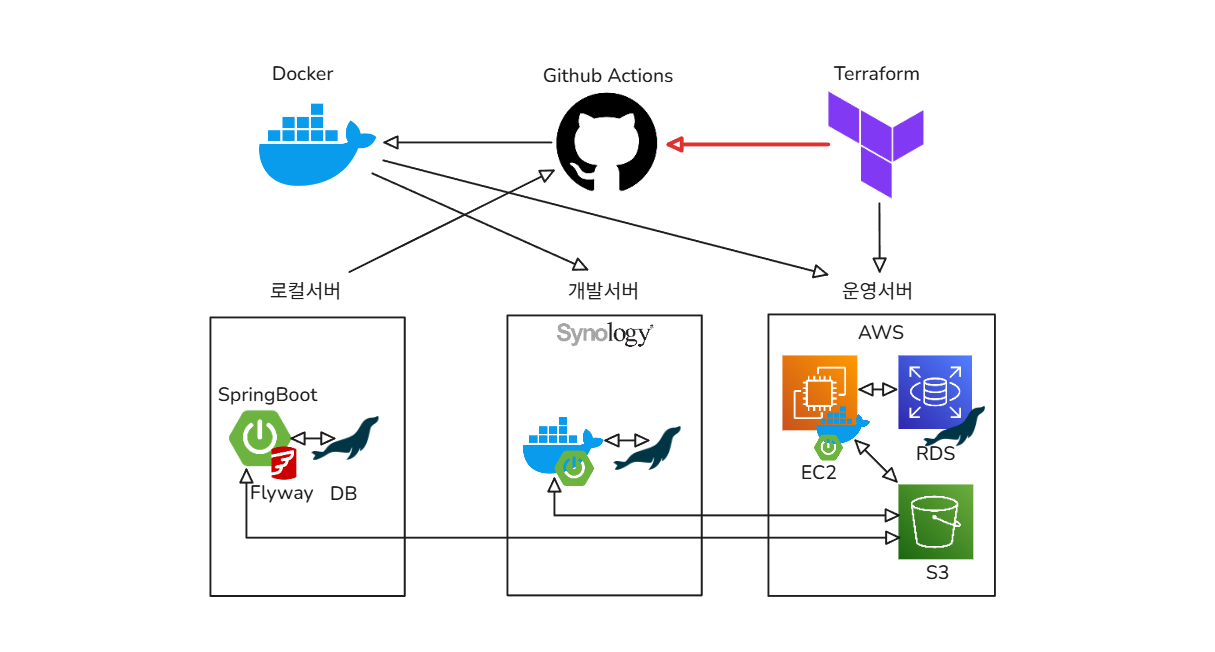 Docker
Github Actions
Terraform
로컬서버
개발서버
운영서버
Synology
AWS
SpringBoot
Flyway
DB
EC2
RDS
S3